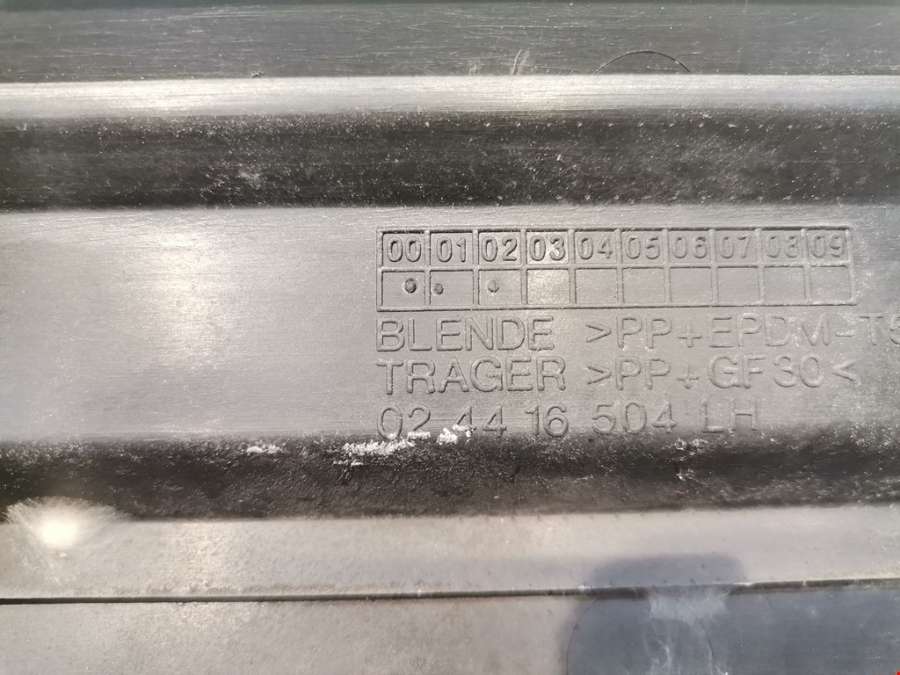 00 01 02 03 04 05 06 07 08 09
BLENDE >PP+EPDM-T5
TRAGER >PP+GF30<
02 44 16 504 LH